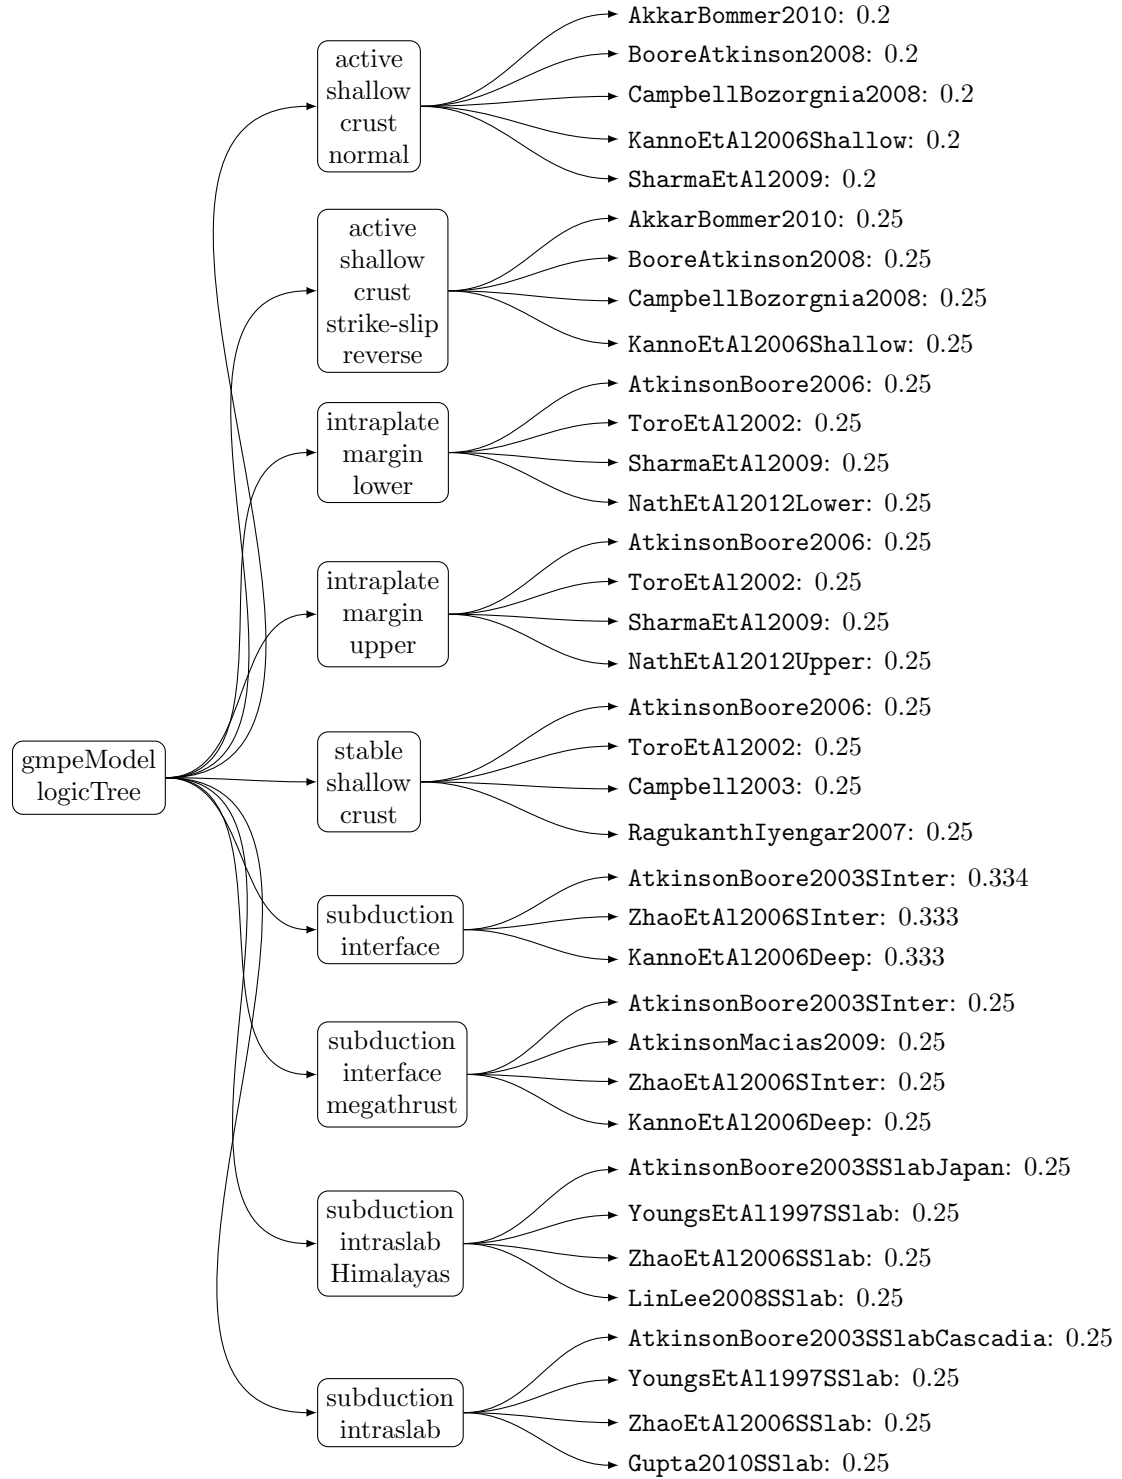 gmpeModel
logicTree
active
shallow
crust
normal
AkkarBommer2010: 0.2
BooreAtkinson2008: 0.2
CampbellBozorgnia2008: 0.2
KannoEtAl2006Shallow: 0.2
SharmaEtAl2009: 0.2
active
shallow
crust
strike-slip
reverse
AkkarBommer2010: 0.25
BooreAtkinson2008: 0.25
CampbellBozorgnia2008: 0.25
KannoEtAl2006Shallow: 0.25
intraplate
margin
lower
AtkinsonBoore2006: 0.25
ToroEtAl2002: 0.25
SharmaEtAl2009: 0.25
NathEtAl2012Lower: 0.25
intraplate
margin
upper
AtkinsonBoore2006: 0.25
ToroEtAl2002: 0.25
SharmaEtAl2009: 0.25
NathEtAl2012Upper: 0.25
stable
shallow
crust
AtkinsonBoore2006: 0.25
ToroEtAl2002: 0.25
Campbell2003: 0.25
RagukanthIyengar2007: 0.25
subduction
interface
AtkinsonBoore2003SInter: 0.334
ZhaoEtAl2006SInter: 0.333
KannoEtAl2006Deep: 0.333
subduction
interface
megathrust
AtkinsonBoore2003SInter: 0.25
AtkinsonMacias2009: 0.25
ZhaoEtAl2006SInter: 0.25
KannoEtAl2006Deep: 0.25
subduction
intraslab
Himalayas
AtkinsonBoore2003SSlabJapan: 0.25
YoungsEtAl1997SSlab: 0.25
ZhaoEtAl2006SSlab: 0.25
LinLee2008SSlab: 0.25
subduction
intraslab
AtkinsonBoore2003SSlabCascadia: 0.25
YoungsEtAl1997SSlab: 0.25
ZhaoEtAl2006SSlab: 0.25
Gupta2010SSlab: 0.25